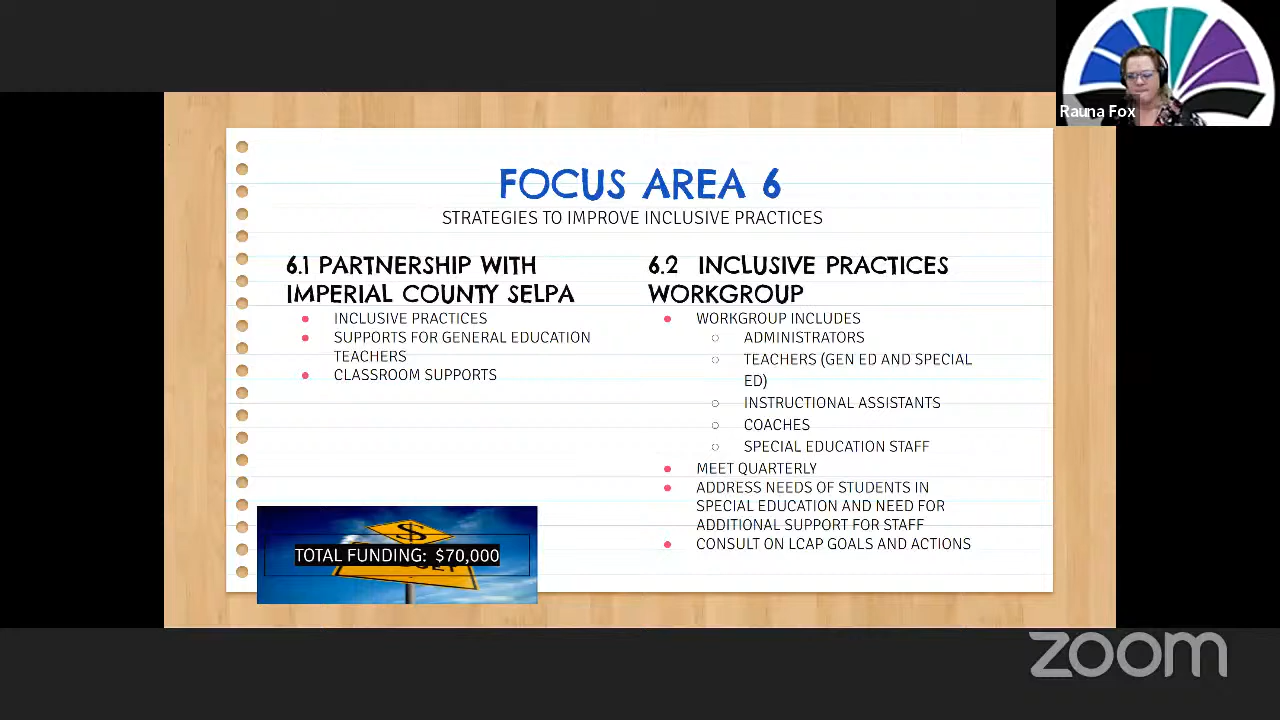 Rauna Fox
FOCUS AREA 6
STRATEGIES TO IMPROVE INCLUSIVE PRACTICES
6.1 PARTNERSHIP WITH
IMPERIAL COUNTY SELPA
INCLUSIVE PRACTICES
SUPPORTS FOR GENERAL EDUCATION
TEACHERS
CLASSROOM SUPPORTS
6.2 INCLUSIVE PRACTICES
WORKGROUP
WORKGROUP INCLUDES
ADMINISTRATORS
TEACHERS (GEN ED AND SPECIAL
ED)
INSTRUCTIONAL ASSISTANTS
COACHES
SPECIAL EDUCATION STAFF
MEET QUARTERLY
ADDRESS NEEDS OF STUDENTS IN
SPECIAL EDUCATION AND NEED FOR
ADDITIONAL SUPPORT FOR STAFF
CONSULT ON LCAP GOALS AND ACTIONS
$
TOTAL FUNDING: $70,000
zoom